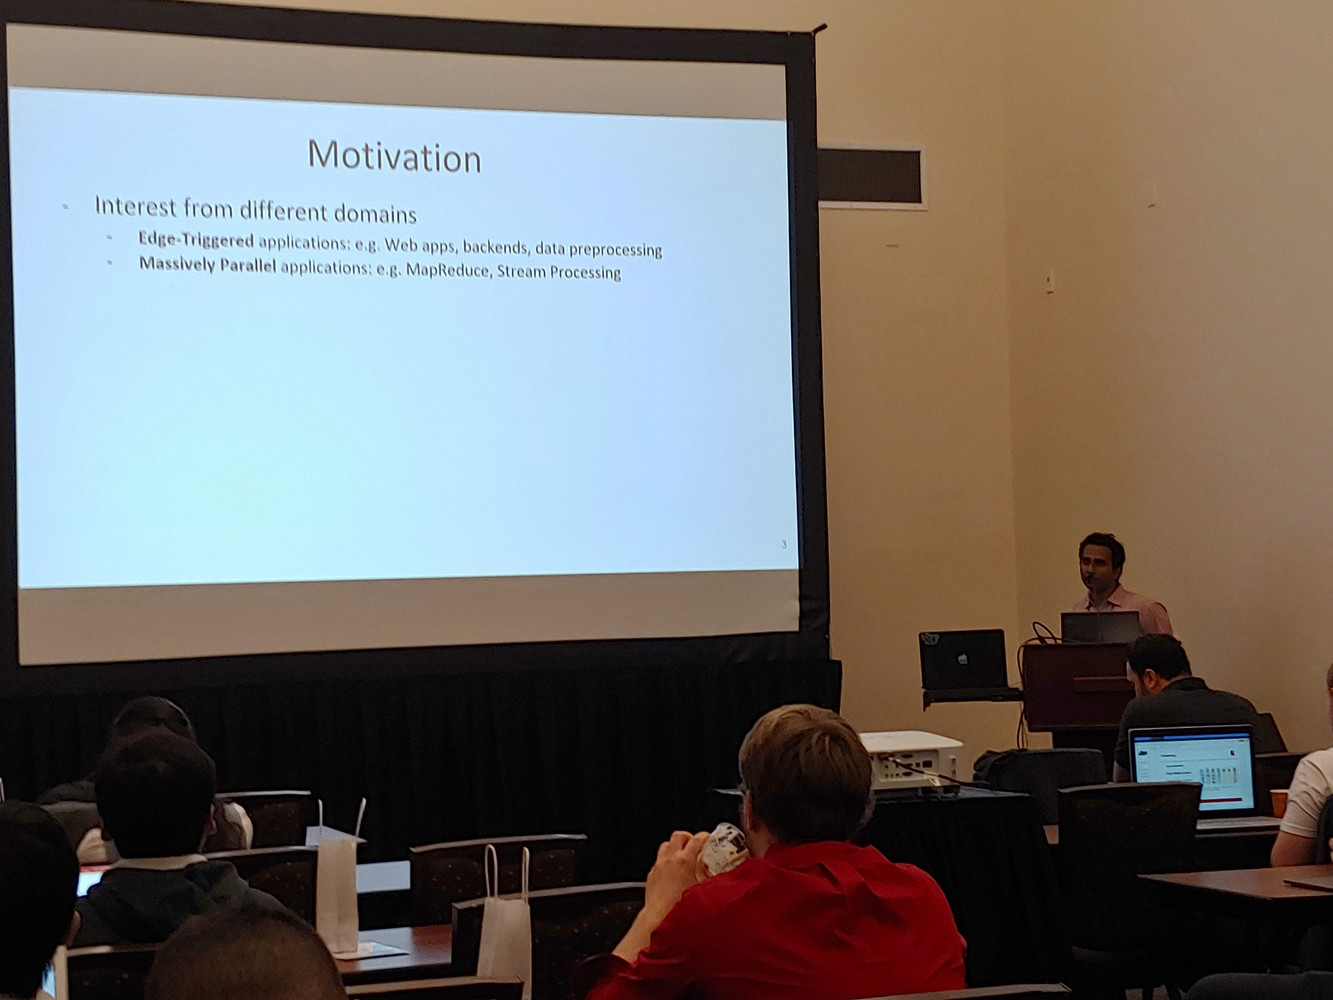 Motivation
- Interest from different domains
- Edge-Triggered applications: e.g. Web apps, backends, data preprocessing
- Massively Parallel applications: e.g. MapReduce, Stream Processing
3